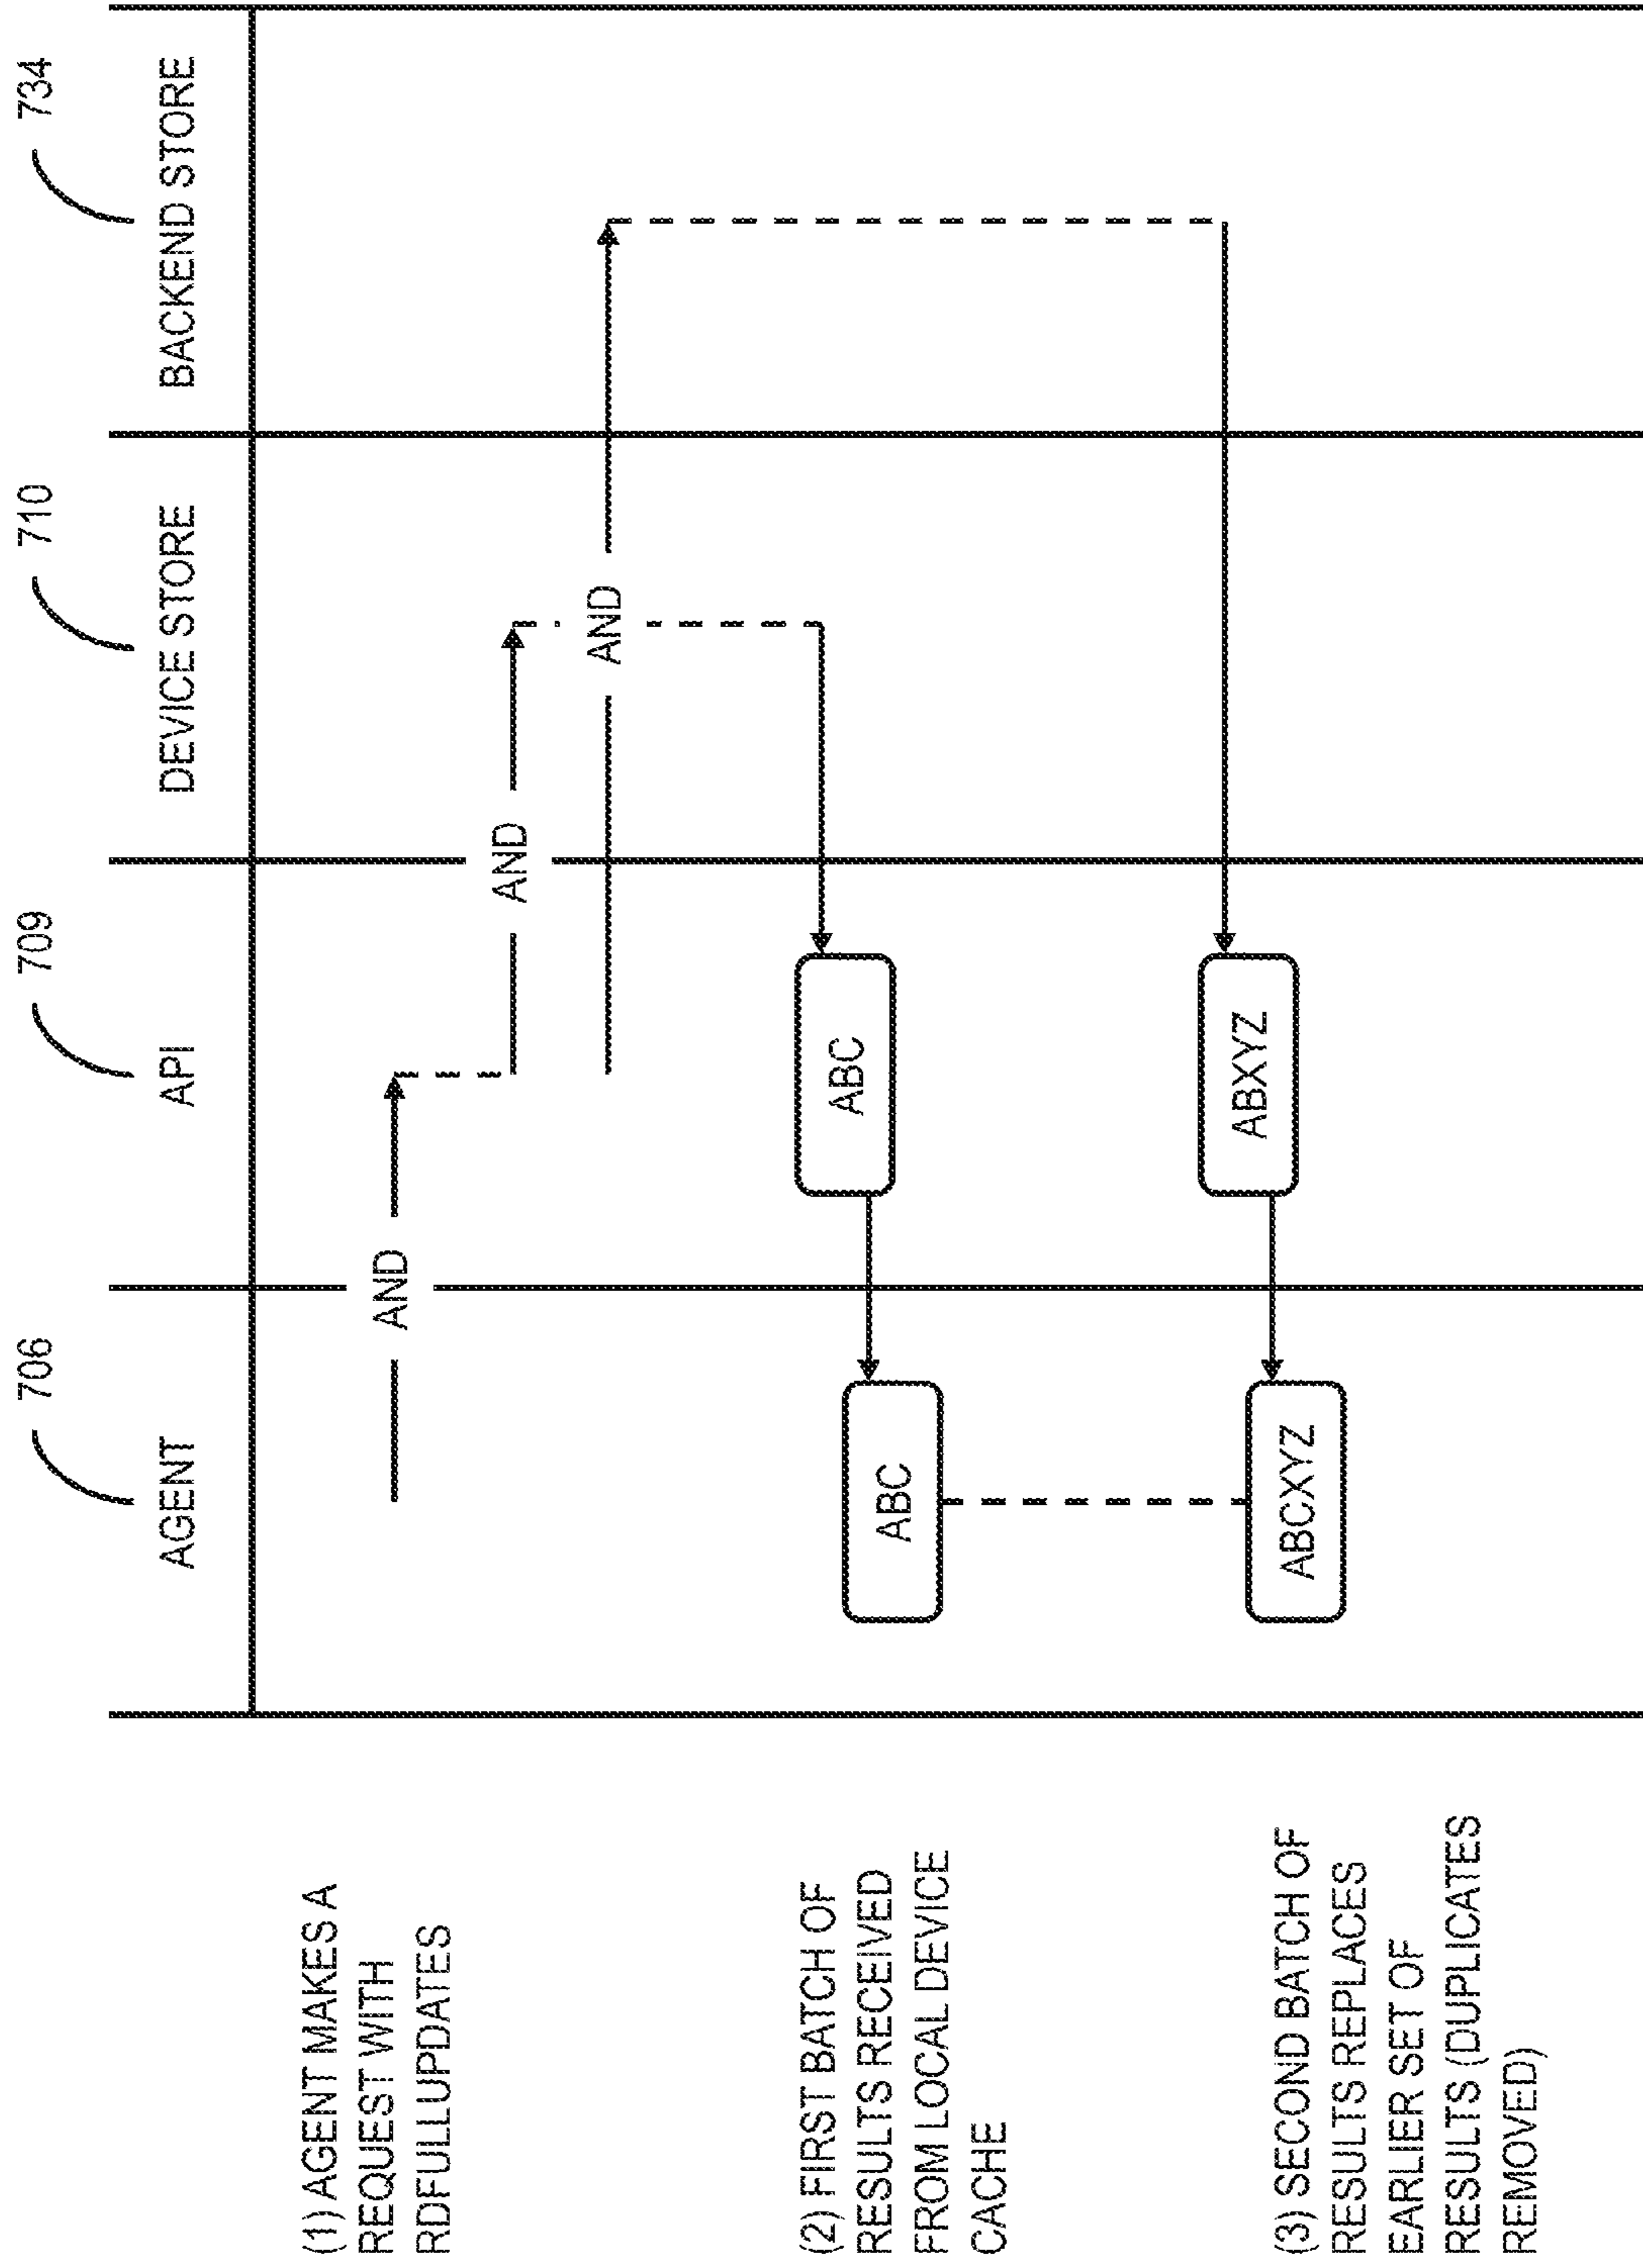 706
709
710
734
AGENT
API
DEVICE STORE
BACKEND STORE
(1) AGENT MAKES A
REQUEST WITH
RDFULLUPDATES
AND
AND
AND
(2) FIRST BATCH OF
RESULTS RECEIVED
FROM LOCAL DEVICE
CACHE
ABC
ABC
(3) SECOND BATCH OF
RESULTS REPLACES
EARLIER SET OF
RESULTS (DUPLICATES
REMOVED)
ABCXYZ
ABXYZ